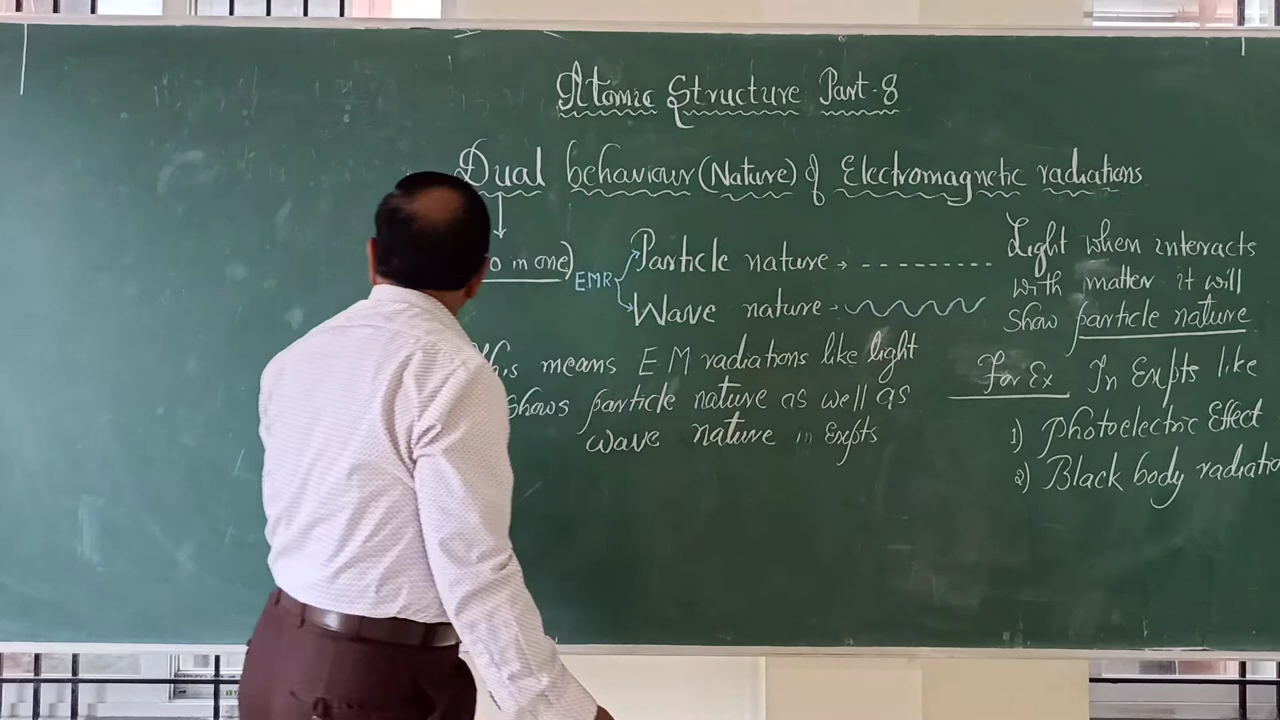 Atomic Structure Part-8
Dual behaviour (Nature) of Electromagnetic radiations
o in one)
EMR
Particle nature →
Wave nature →
This means EM radiations like light
shows particle nature as well as
wave nature in Expts
Light when interacts
with matter it will
show particle nature
For Ex In Expts like
1) Photoelectric Effect
2) Black body radiatio